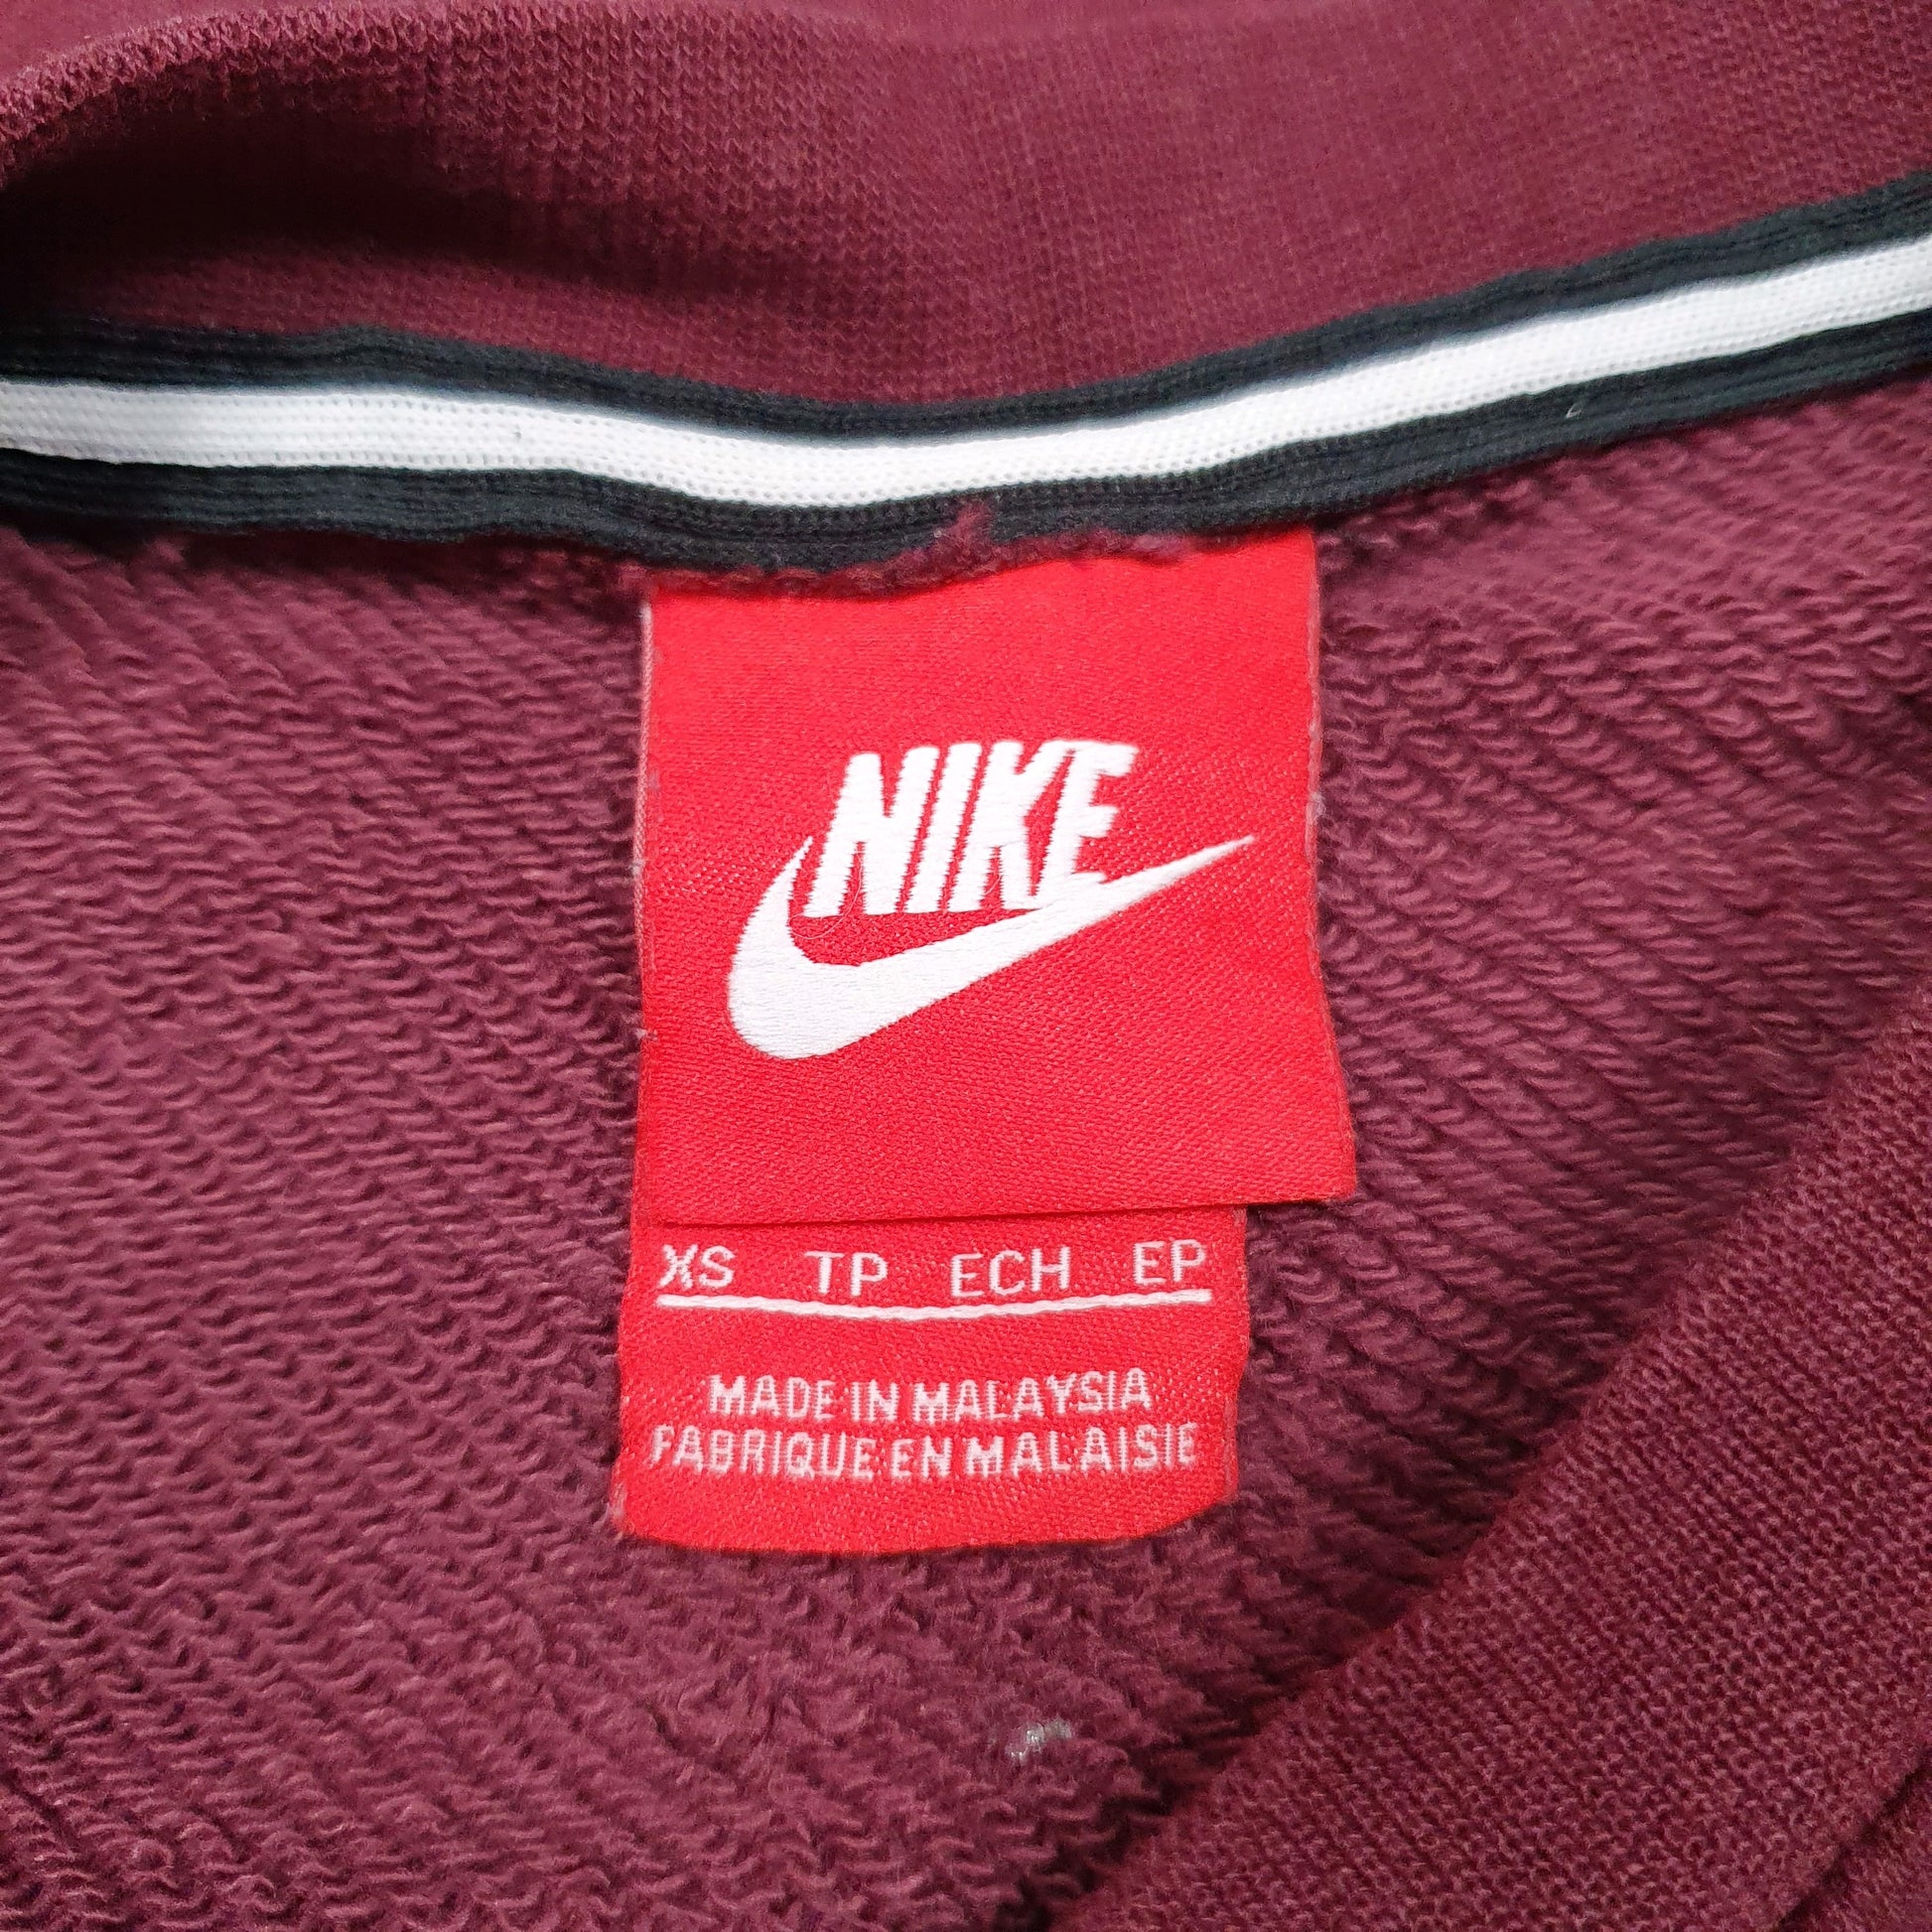 NIKE
XS TP ECH EP
MADE IN MALAYSIA
FABRIQUE EN MALAISIE